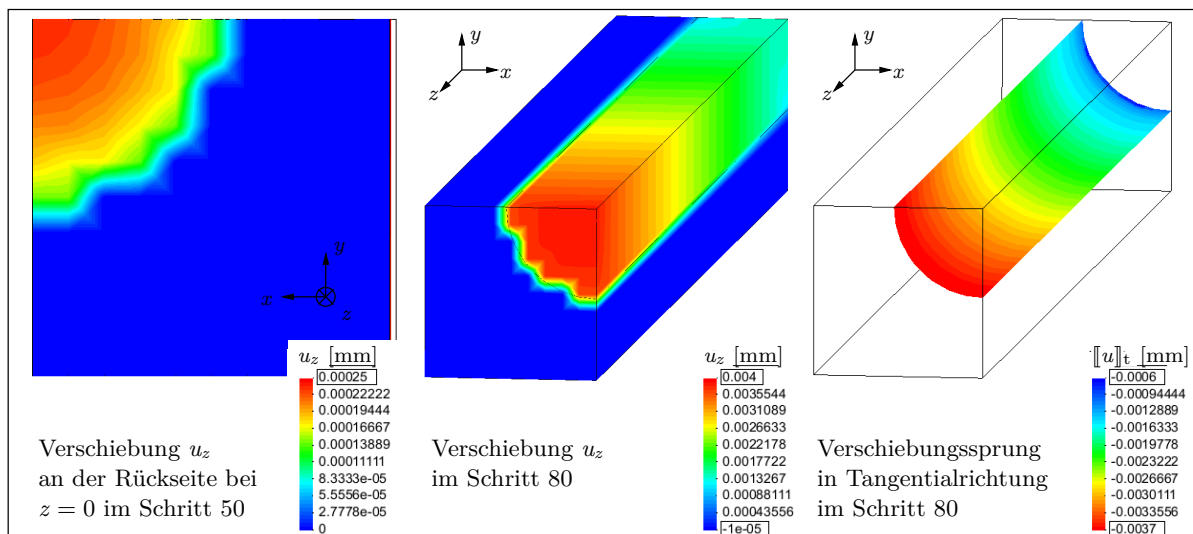 y
x
z
u_z [mm]
0.00025
0.00022222
0.00019444
0.00016667
0.00013889
0.00011111
8.3333e-05
5.5556e-05
2.7778e-05
0
Verschiebung u_z
an der Rückseite bei
z = 0 im Schritt 50
y
x
z
u_z [mm]
0.004
0.0035544
0.0031089
0.0026633
0.0022178
0.0017722
0.0013267
0.00088111
0.00043556
-1e-05
Verschiebung u_z
im Schritt 80
y
x
z
⟦u⟧_t [mm]
-0.0006
-0.00094444
-0.0012889
-0.0016333
-0.0019778
-0.0023222
-0.0026667
-0.0030111
-0.0033556
-0.0037
Verschiebungssprung
in Tangentialrichtung
im Schritt 80